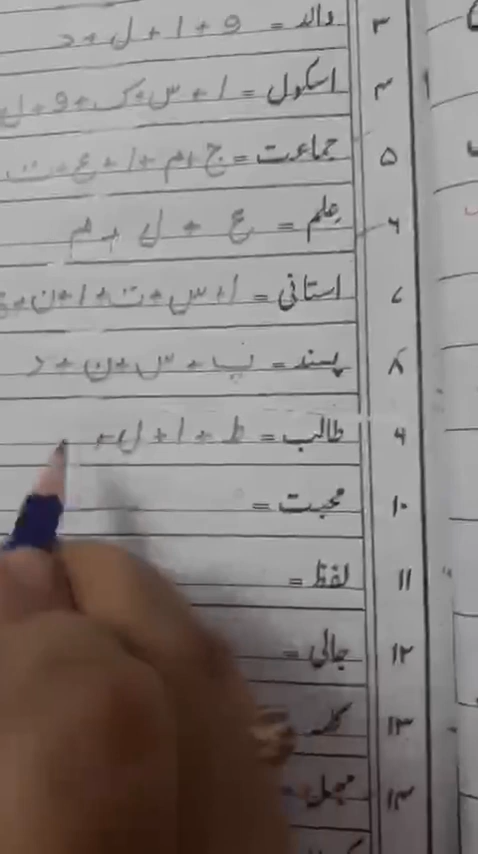 ۳ والد = و + ا + ل + د
۴ اسکول = ا + س + ک + و + ل
۵ جماعت = ج + م + ا + ع + ت
۶ علم = ع + ل + م
۷ استانی = ا + س + ت + ا + ن +
۸ پسند = پ + س + ن + د
۹ طالب = ط + ا + ل +
۱۰ محبت =
۱۱ لفظ =
۱۲ جالی =
۱۳
۱۴